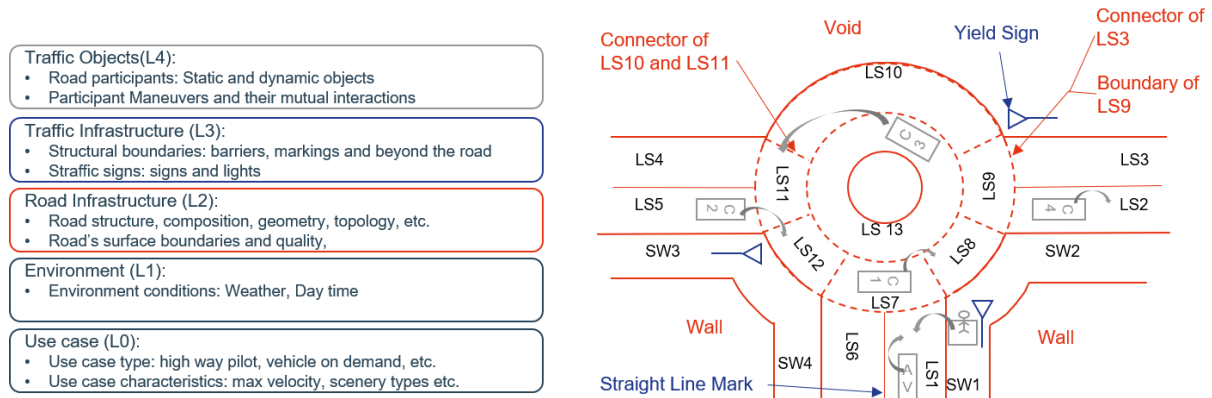 Traffic Objects(L4):
• Road participants: Static and dynamic objects
• Participant Maneuvers and their mutual interactions
Traffic Infrastructure (L3):
• Structural boundaries: barriers, markings and beyond the road
• Straffic signs: signs and lights
Road Infrastructure (L2):
• Road structure, composition, geometry, topology, etc.
• Road's surface boundaries and quality,
Environment (L1):
• Environment conditions: Weather, Day time
Use case (L0):
• Use case type: high way pilot, vehicle on demand, etc.
• Use case characteristics: max velocity, scenery types etc.
Void
Yield Sign
Connector of
LS3
Connector of
LS10 and LS11
Boundary of
LS9
LS10
C 3
LS4
LS3
LS11
LS9
LS5
C 2
C 4
LS2
LS 13
SW3
LS12
LS8
SW2
C 1
LS7
Wall
Wall
LS6
SW4
AV
LS1
SW1
Straight Line Mark